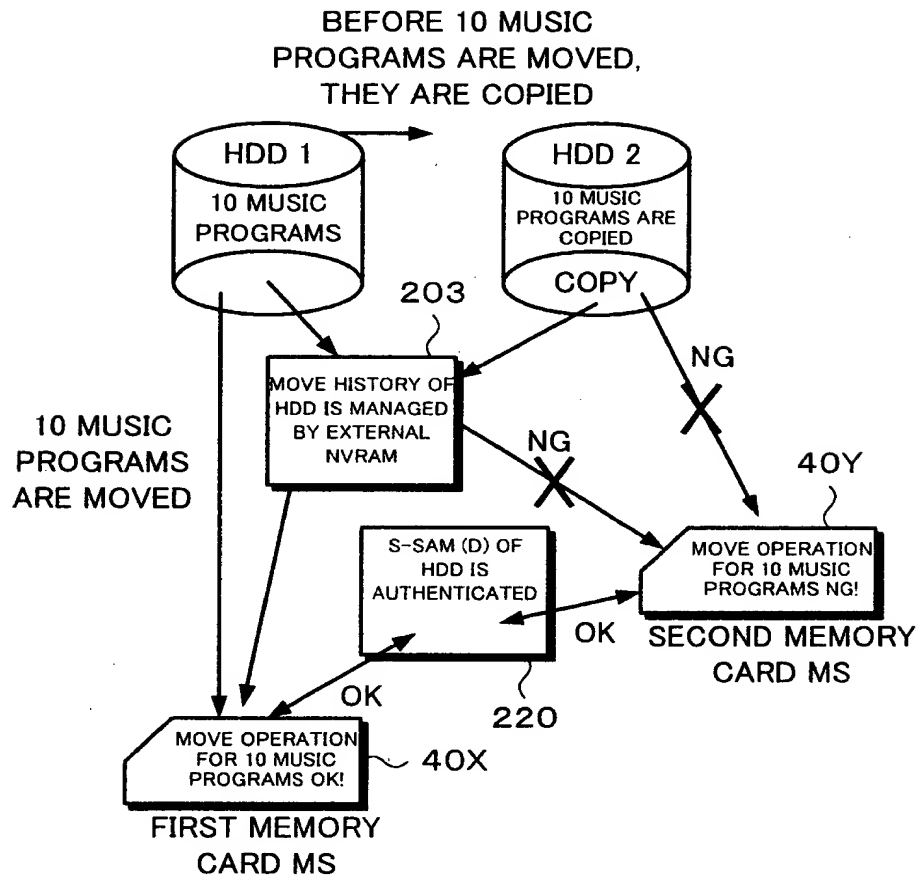 BEFORE 10 MUSIC
PROGRAMS ARE MOVED,
THEY ARE COPIED
HDD 1
10 MUSIC
PROGRAMS
HDD 2
10 MUSIC
PROGRAMS ARE
COPIED
COPY
203
MOVE HISTORY OF
HDD IS MANAGED
BY EXTERNAL
NVRAM
NG
NG
10 MUSIC
PROGRAMS
ARE MOVED
40Y
S-SAM (D) OF
HDD IS
AUTHENTICATED
MOVE OPERATION
FOR 10 MUSIC
PROGRAMS NG!
OK
SECOND MEMORY
CARD MS
OK
220
MOVE OPERATION
FOR 10 MUSIC
PROGRAMS OK!
40X
FIRST MEMORY
CARD MS